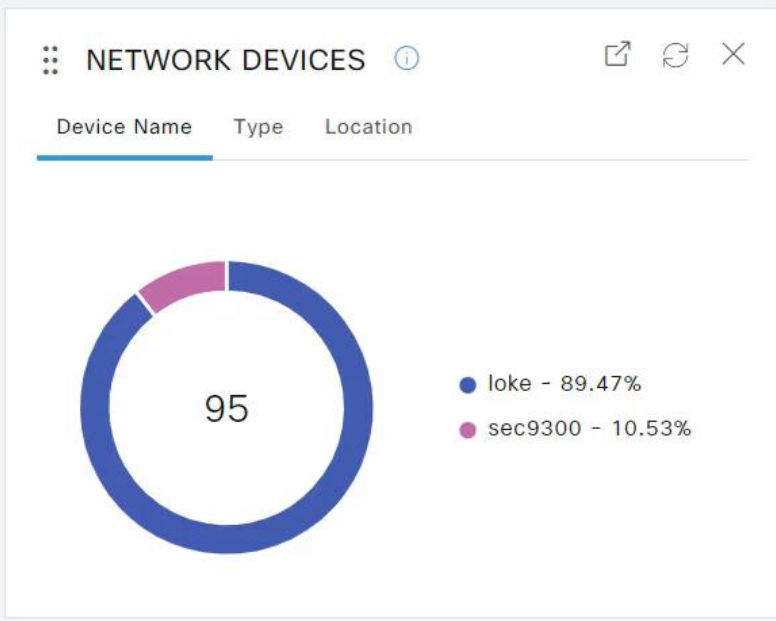 NETWORK DEVICES
Device Name Type Location
95
loke - 89.47%
sec9300 - 10.53%